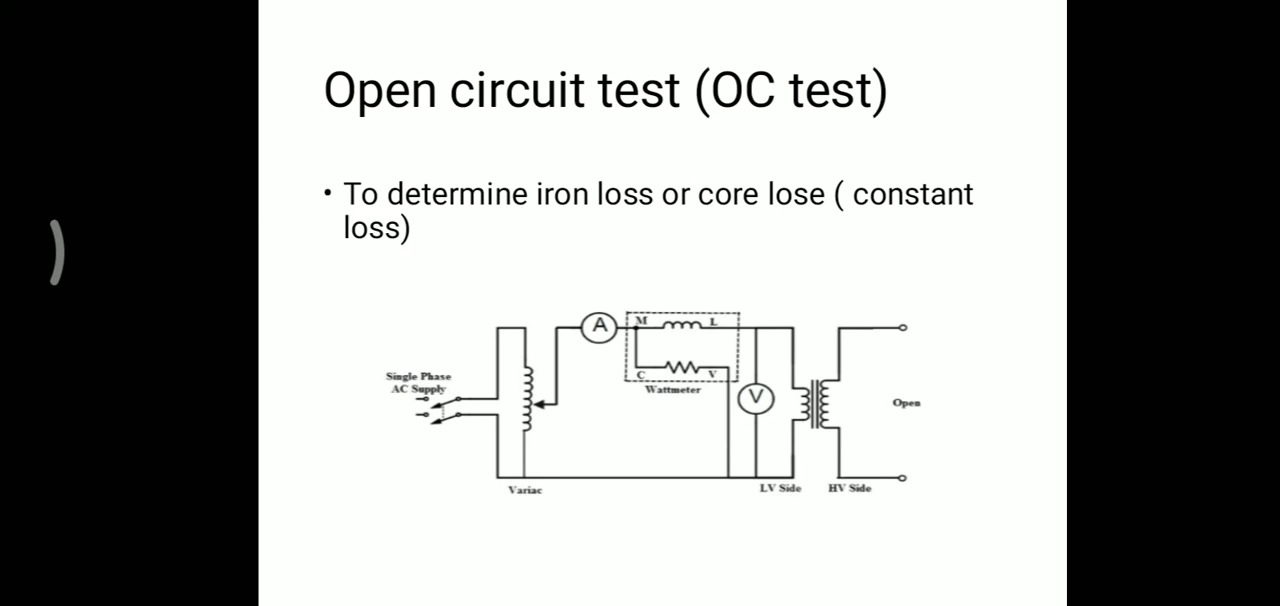 Open circuit test (OC test)
• To determine iron loss or core lose ( constant
loss)
A
M
L
C
V
Wattmeter
Single Phase
AC Supply
V
Open
Variac
LV Side
HV Side